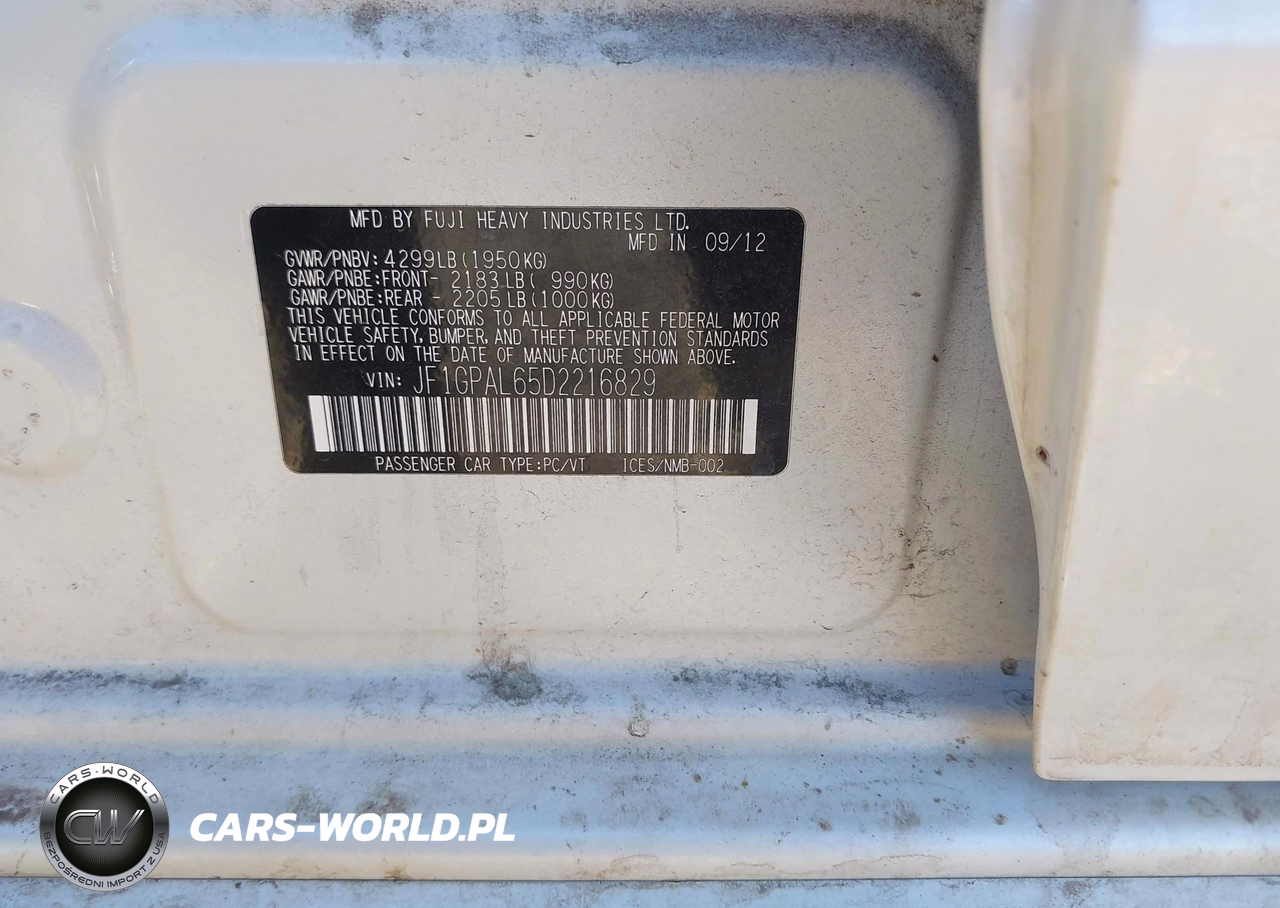 MFD BY FUJI HEAVY INDUSTRIES LTD.
MFD IN 09/12
GVWR/PNBV: 4299LB(1950KG)
GAWR/PNBE:FRONT- 2183LB( 990KG)
GAWR/PNBE:REAR - 2205LB(1000KG)
THIS VEHICLE CONFORMS TO ALL APPLICABLE FEDERAL MOTOR
VEHICLE SAFETY, BUMPER, AND THEFT PREVENTION STANDARDS
IN EFFECT ON THE DATE OF MANUFACTURE SHOWN ABOVE.
VIN: JF1GPAL65D2216829
PASSENGER CAR TYPE:PC/VT ICES/NMB-002
CARS-WORLD
CW
BEZPOŚREDNI IMPORT Z USA
CARS-WORLD.PL